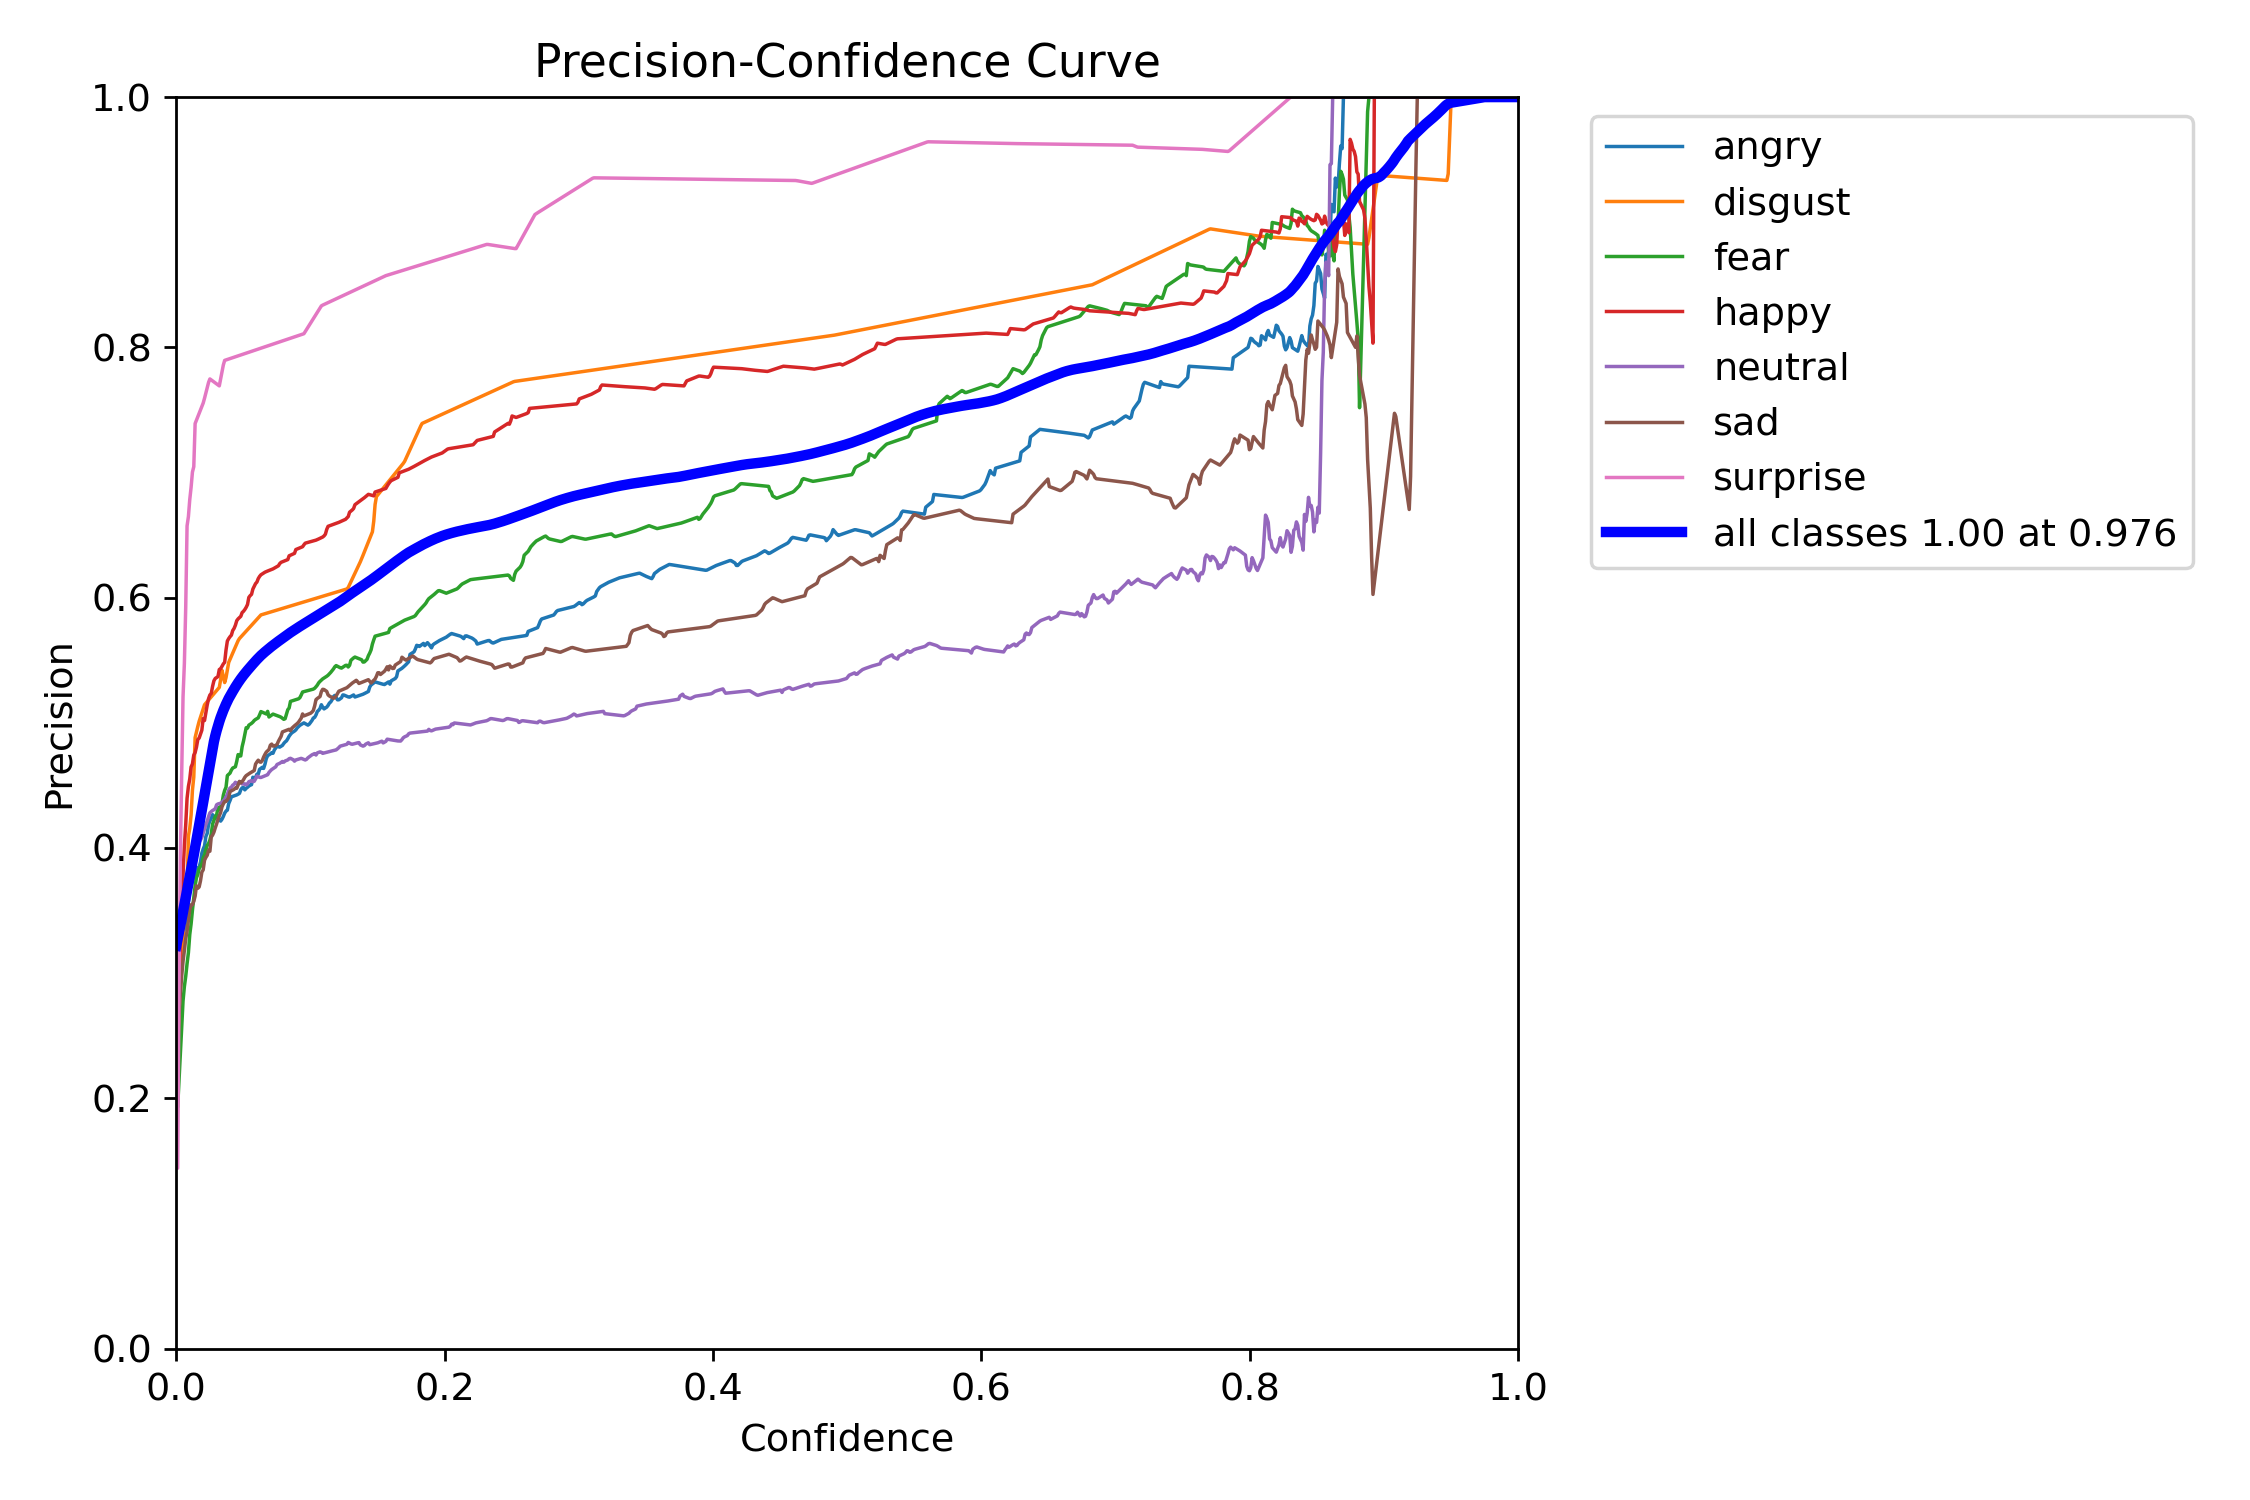 Precision-Confidence Curve
1.0
0.8
0.6
0.4
0.2
0.0
Precision
0.0 0.2 0.4 0.6 0.8 1.0
Confidence
angry
disgust
fear
happy
neutral
sad
surprise
all classes 1.00 at 0.976